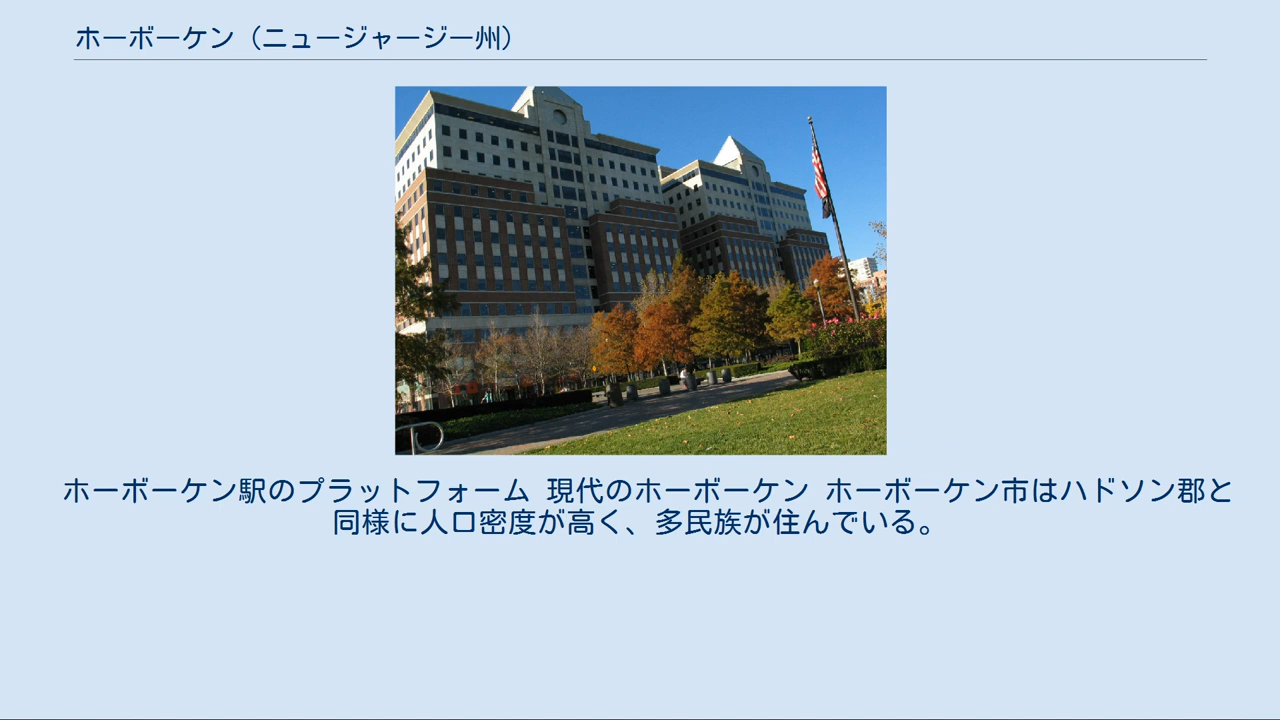 ホーボーケン（ニュージャージー州）
ホーボーケン駅のプラットフォーム 現代のホーボーケン ホーボーケン市はハドソン郡と
同様に人口密度が高く、多民族が住んでいる。